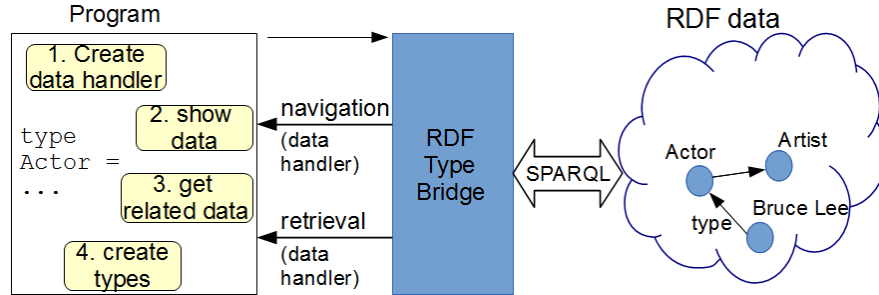 Program
1. Create
data handler
2. show
data
type
Actor =
...
3. get
related data
4. create
types
navigation
(data
handler)
retrieval
(data
handler)
RDF
Type
Bridge
SPARQL
RDF data
Actor
Artist
Bruce Lee
type